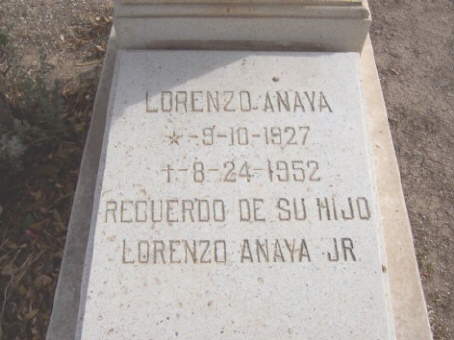 LORENZO ANAYA
★-9-10-1927
†-8-24-1952
RECUERDO DE SU HIJO
LORENZO ANAYA JR